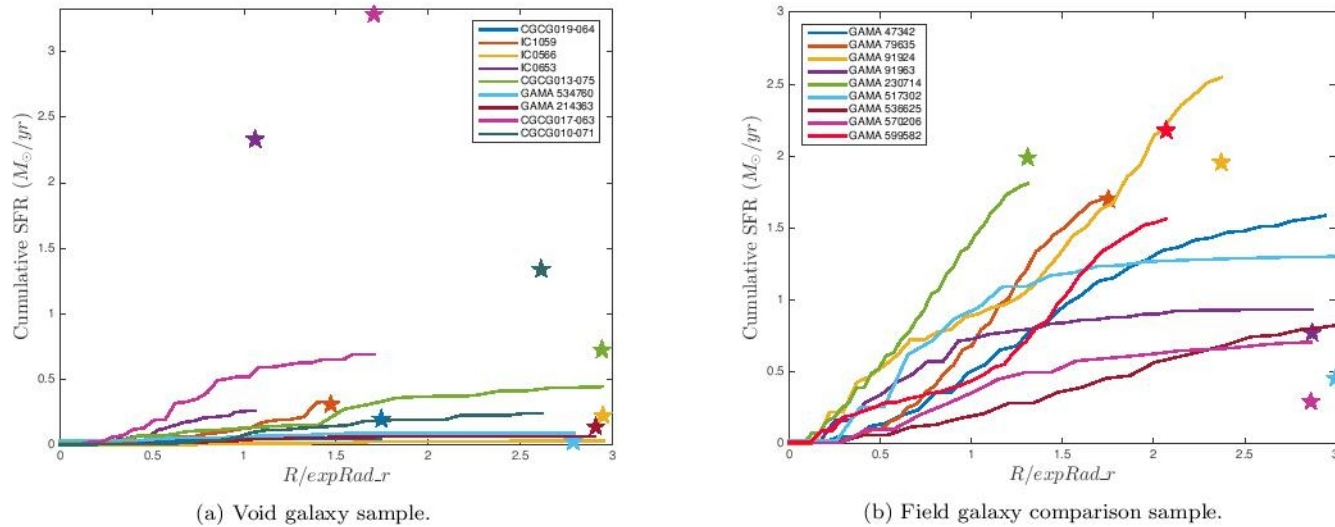 Cumulative SFR (M⊙/yr)
3
2.5
2
1.5
1
0.5
0
CGCG019-064
IC1059
IC0566
IC0653
CGCG013-075
GAMA 534760
GAMA 214363
CGCG017-063
CGCG010-071
0 0.5 1 1.5 2 2.5 3
R/expRad_r
(a) Void galaxy sample.
Cumulative SFR (M⊙/yr)
3
2.5
2
1.5
1
0.5
0
GAMA 47342
GAMA 79635
GAMA 91924
GAMA 91963
GAMA 230714
GAMA 517302
GAMA 536625
GAMA 570206
GAMA 599582
0 0.5 1 1.5 2 2.5 3
R/expRad_r
(b) Field galaxy comparison sample.